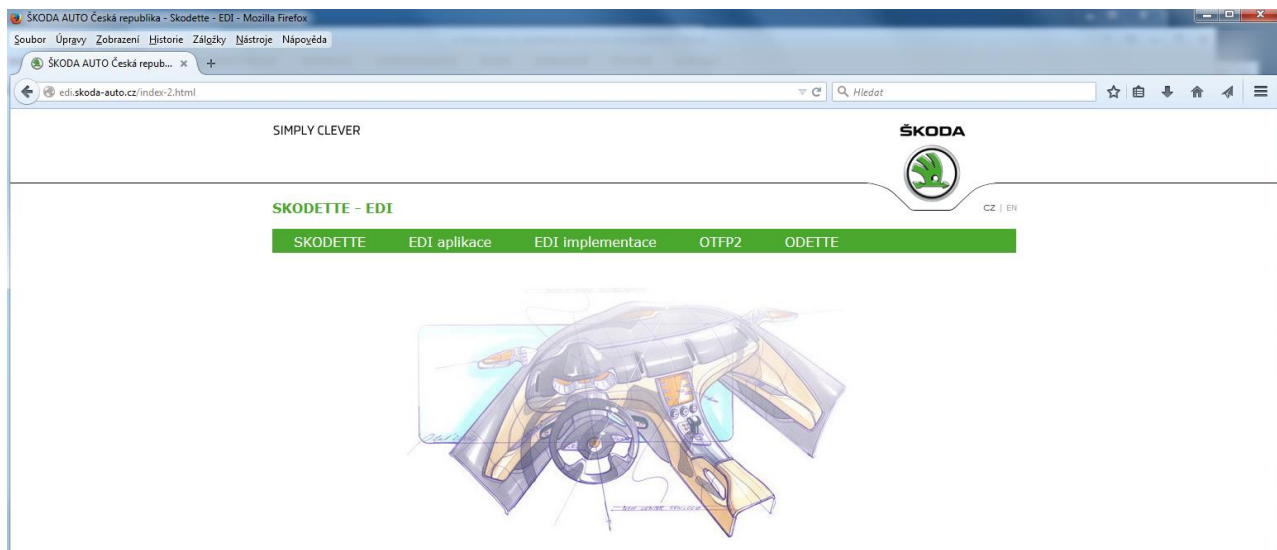 ŠKODA AUTO Česká republika - Skodette - EDI - Mozilla Firefox
Soubor Úpravy Zobrazení Historie Záložky Nástroje Nápověda
ŠKODA AUTO Česká repub... × +
edi.skoda-auto.cz/index-2.html Hledat
SIMPLY CLEVER
ŠKODA
SKODETTE - EDI
CZ | EN
SKODETTE EDI aplikace EDI implementace OTFP2 ODETTE